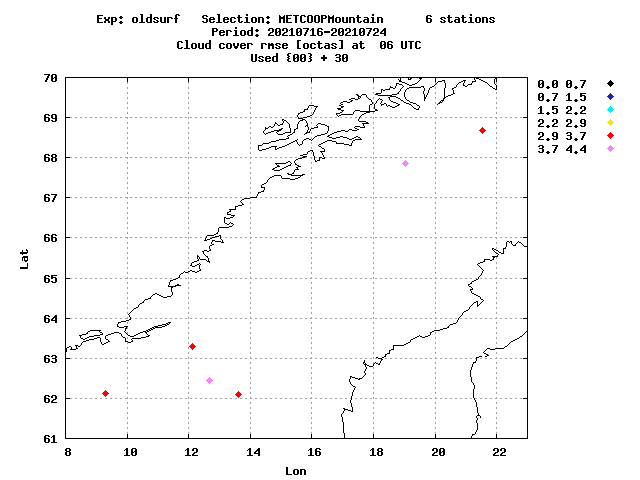 Exp: oldsurf   Selection: METCOOPMountain      6 stations
Period: 20210716-20210724
Cloud cover rmse [octas] at  06 UTC
Used {00} + 30
70
69
68
67
66
65
64
63
62
61
Lat
8 10 12 14 16 18 20 22
Lon
0.0 0.7
0.7 1.5
1.5 2.2
2.2 2.9
2.9 3.7
3.7 4.4